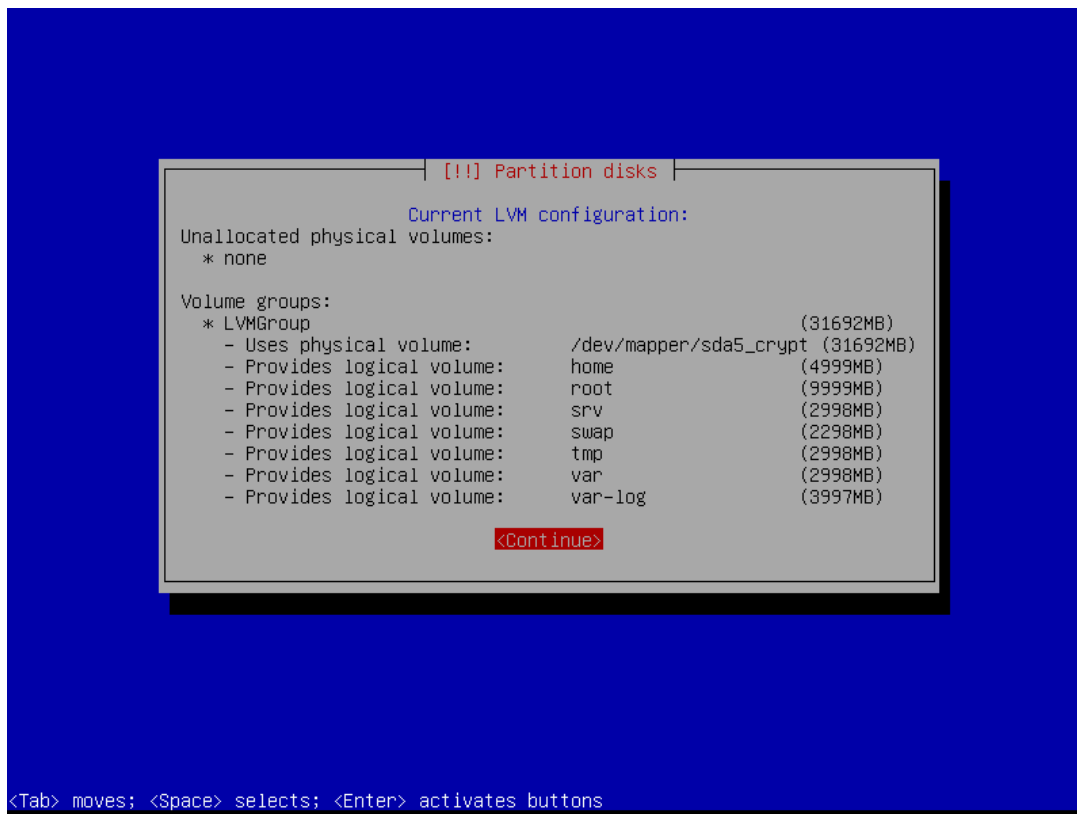 [!!] Partition disks
Current LVM configuration:
Unallocated physical volumes:
* none
Volume groups:
* LVMGroup (31692MB)
- Uses physical volume: /dev/mapper/sda5_crypt (31692MB)
- Provides logical volume: home (4999MB)
- Provides logical volume: root (9999MB)
- Provides logical volume: srv (2998MB)
- Provides logical volume: swap (2298MB)
- Provides logical volume: tmp (2998MB)
- Provides logical volume: var (2998MB)
- Provides logical volume: var-log (3997MB)
<Continue>
<Tab> moves; <Space> selects; <Enter> activates buttons